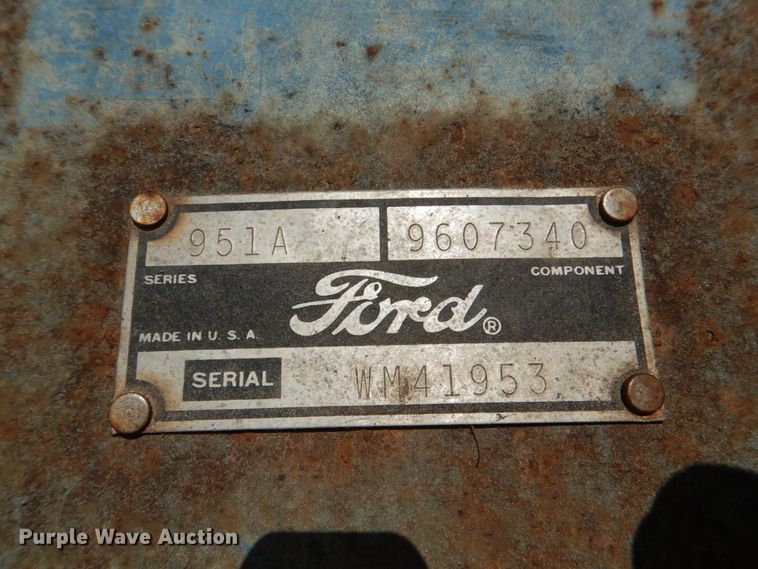 951A 9607340
SERIES COMPONENT
Ford®
MADE IN U. S. A.
SERIAL WM41953
Purple Wave Auction®